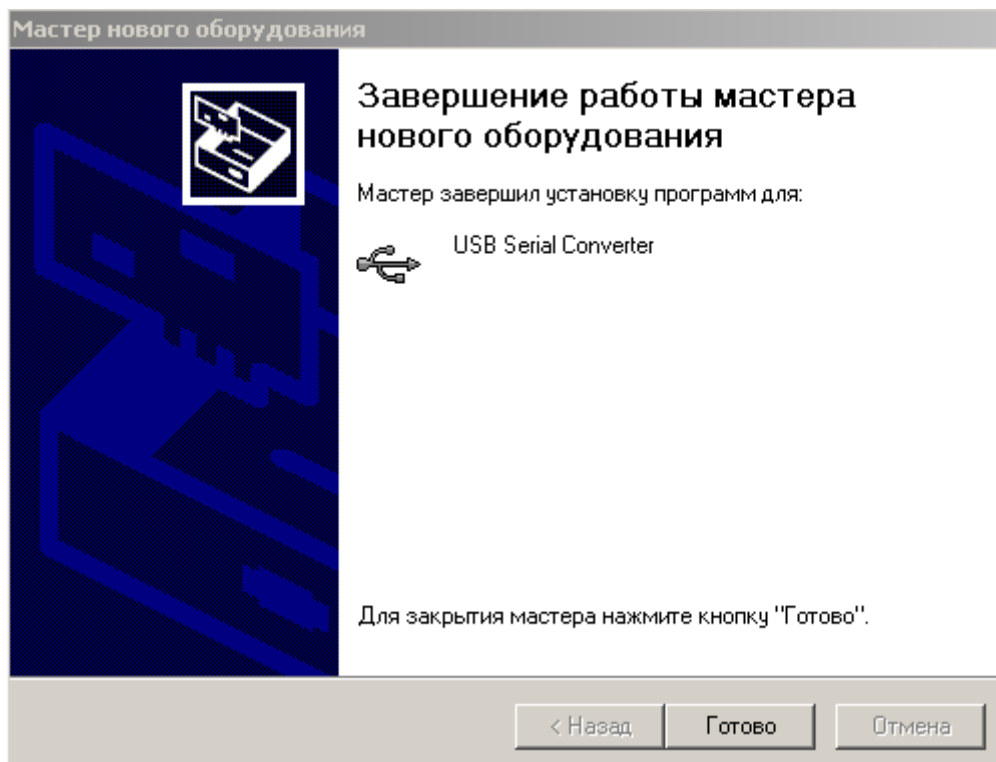 Мастер нового оборудования
Завершение работы мастера
нового оборудования
Мастер завершил установку программ для:
USB Serial Converter
Для закрытия мастера нажмите кнопку "Готово".
< Назад
Готово
Отмена